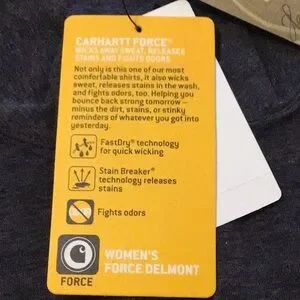 CARHARTT FORCE®
WICKS AWAY SWEAT, RELEASES
STAINS AND FIGHTS ODORS
Not only is this one of our most
comfortable shirts, it also wicks
sweat, releases stains in the wash,
and fights odors, too. Helping you
bounce back strong tomorrow –
minus the dirt, stains, or stinky
reminders of whatever you got into
yesterday.
FastDry® technology
for quick wicking
Stain Breaker®
technology releases
stains
Fights odors
WOMEN'S
FORCE DELMONT
FORCE